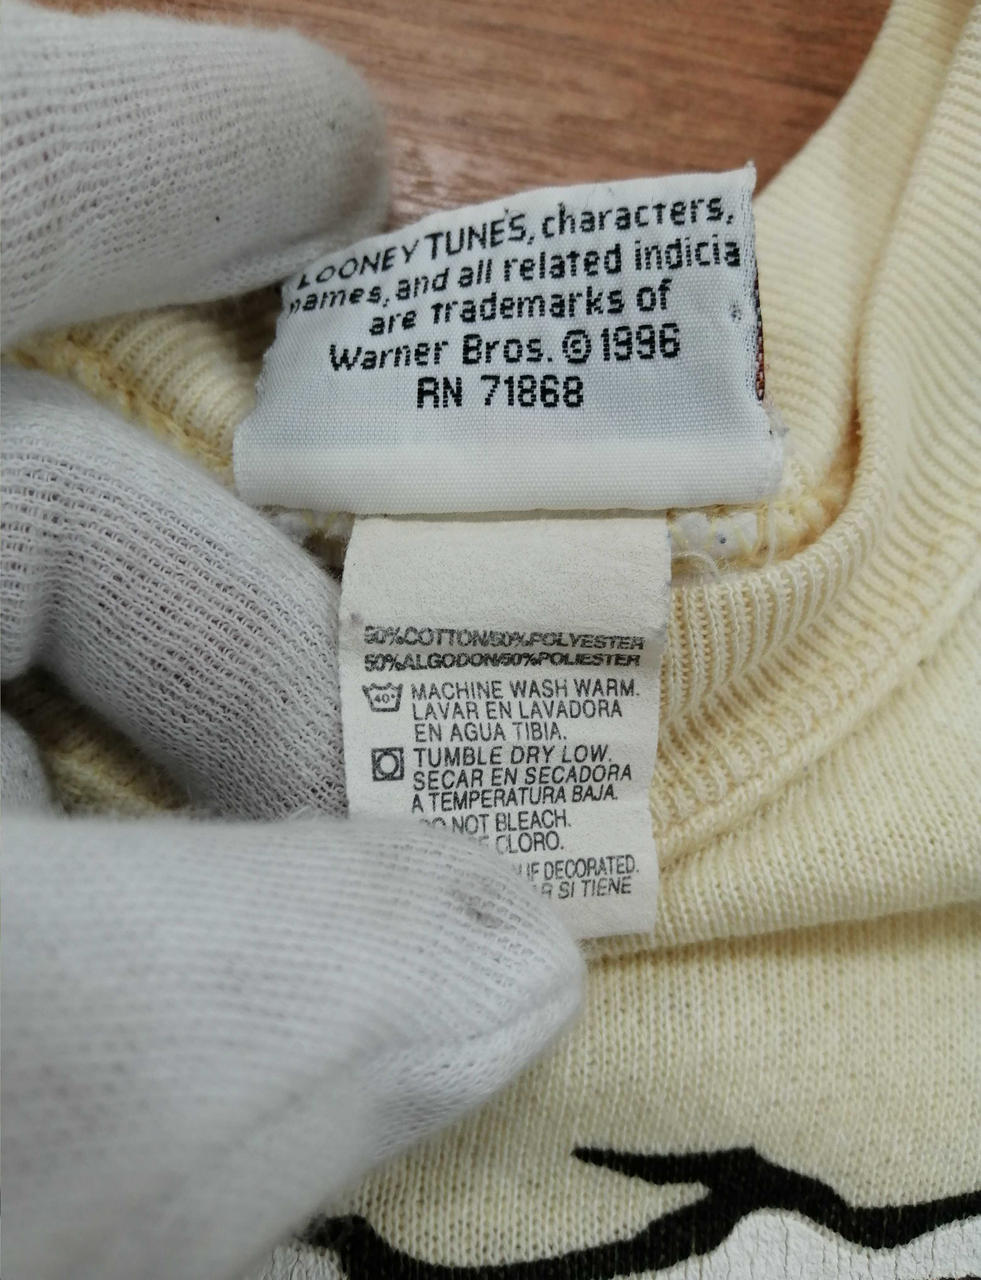 LOONEY TUNES, characters,
names, and all related indicia
are trademarks of
Warner Bros. © 1996
RN 71868
50%COTTON/50%POLYESTER
50%ALGODON/50%POLIESTER
40° MACHINE WASH WARM.
LAVAR EN LAVADORA
EN AGUA TIBIA.
TUMBLE DRY LOW.
SECAR EN SECADORA
A TEMPERATURA BAJA.
NOT BLEACH.
CLORO.
IF DECORATED.
SI TIENE